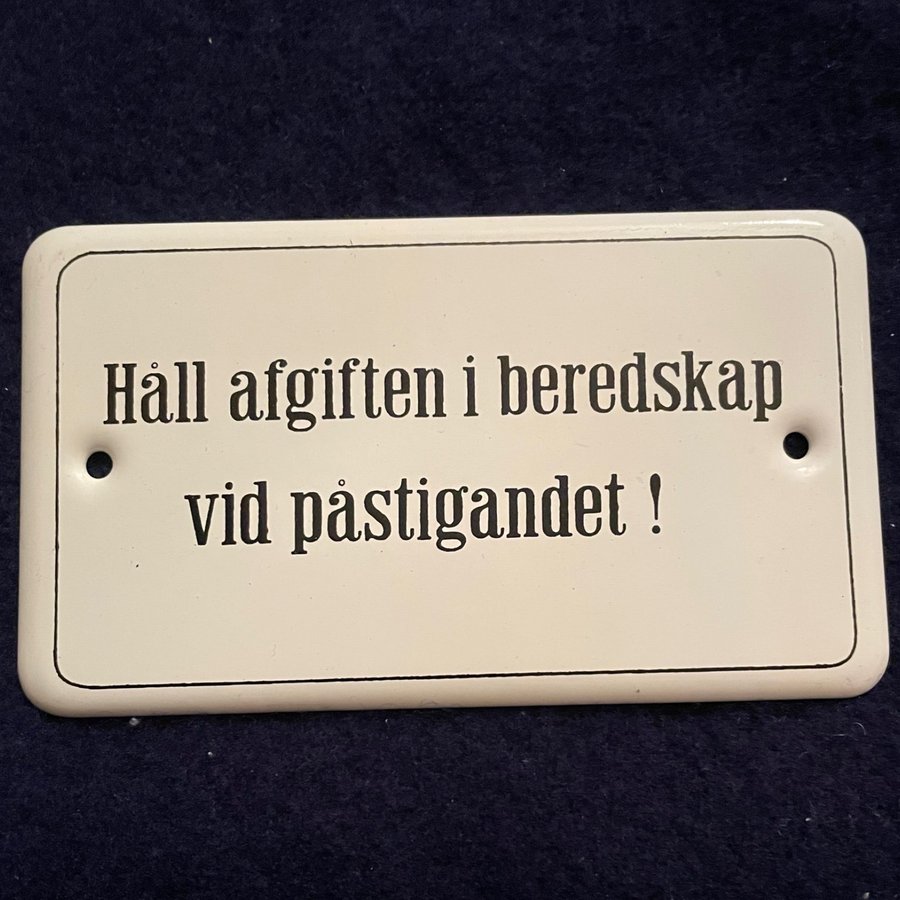 Håll afgiften i beredskap
vid påstigandet !